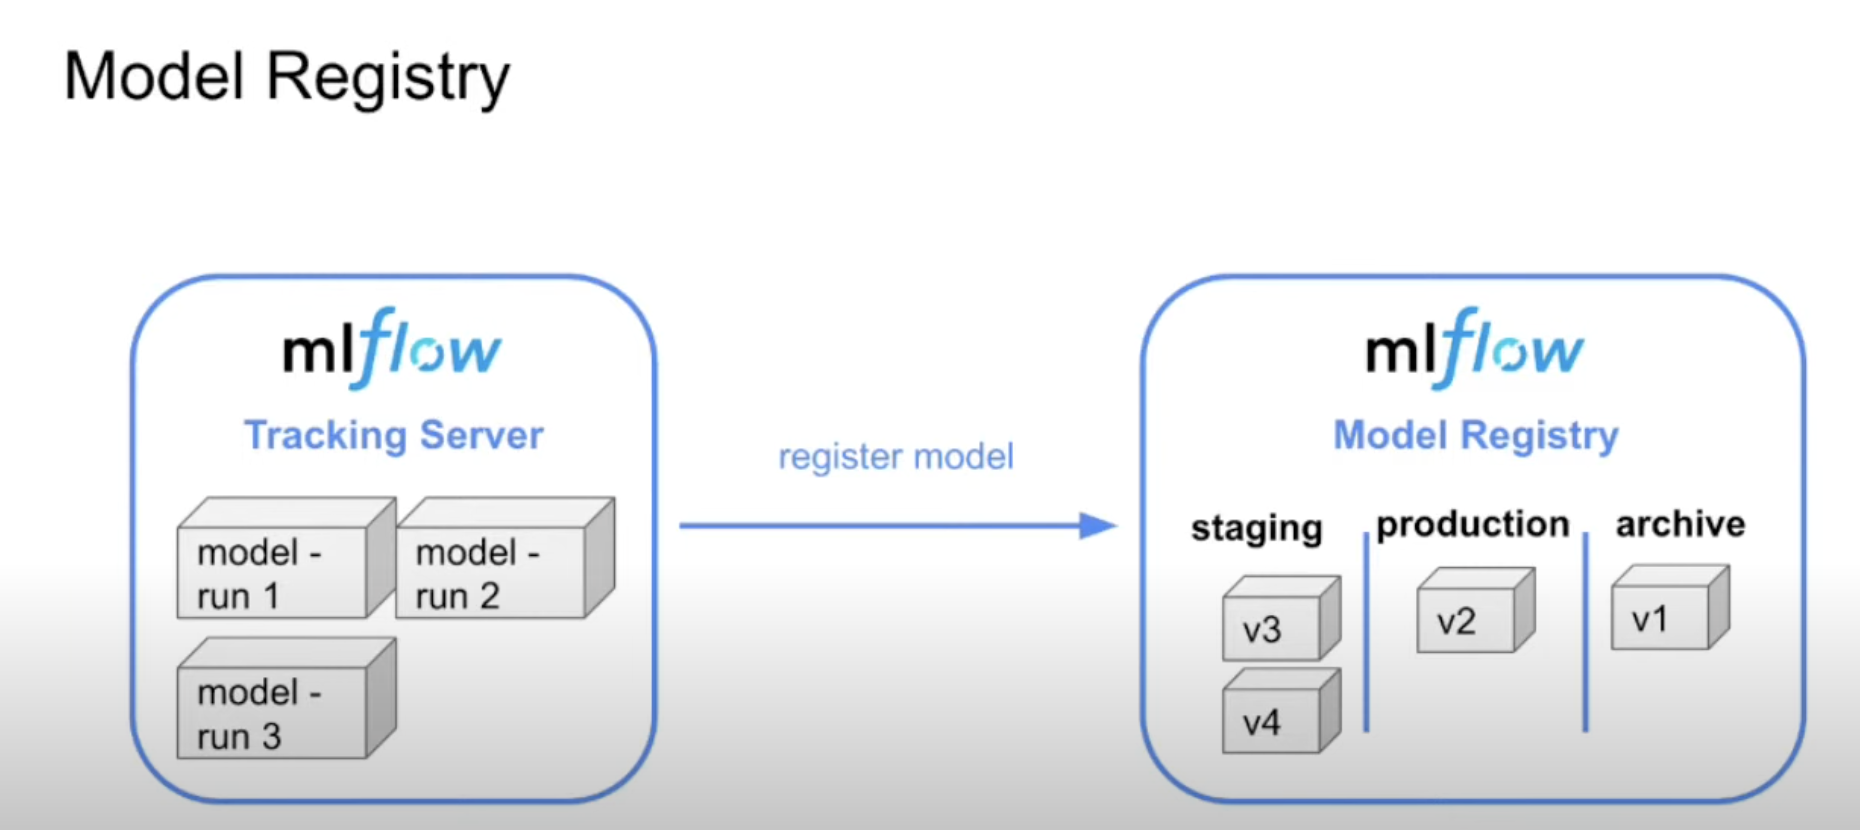 Model Registry
mlflow
Tracking Server
model -
run 1
model -
run 2
model -
run 3
register model
mlflow
Model Registry
staging
production
archive
v3
v2
v1
v4